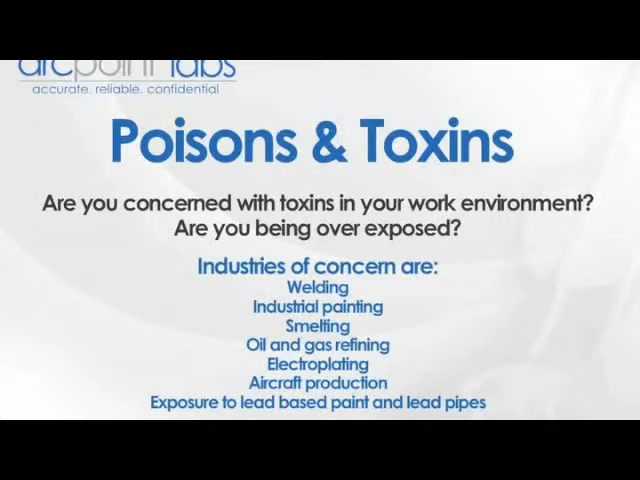 arcpoint labs
accurate. reliable. confidential
Poisons & Toxins
Are you concerned with toxins in your work environment?
Are you being over exposed?
Industries of concern are:
Welding
Industrial painting
Smelting
Oil and gas refining
Electroplating
Aircraft production
Exposure to lead based paint and lead pipes